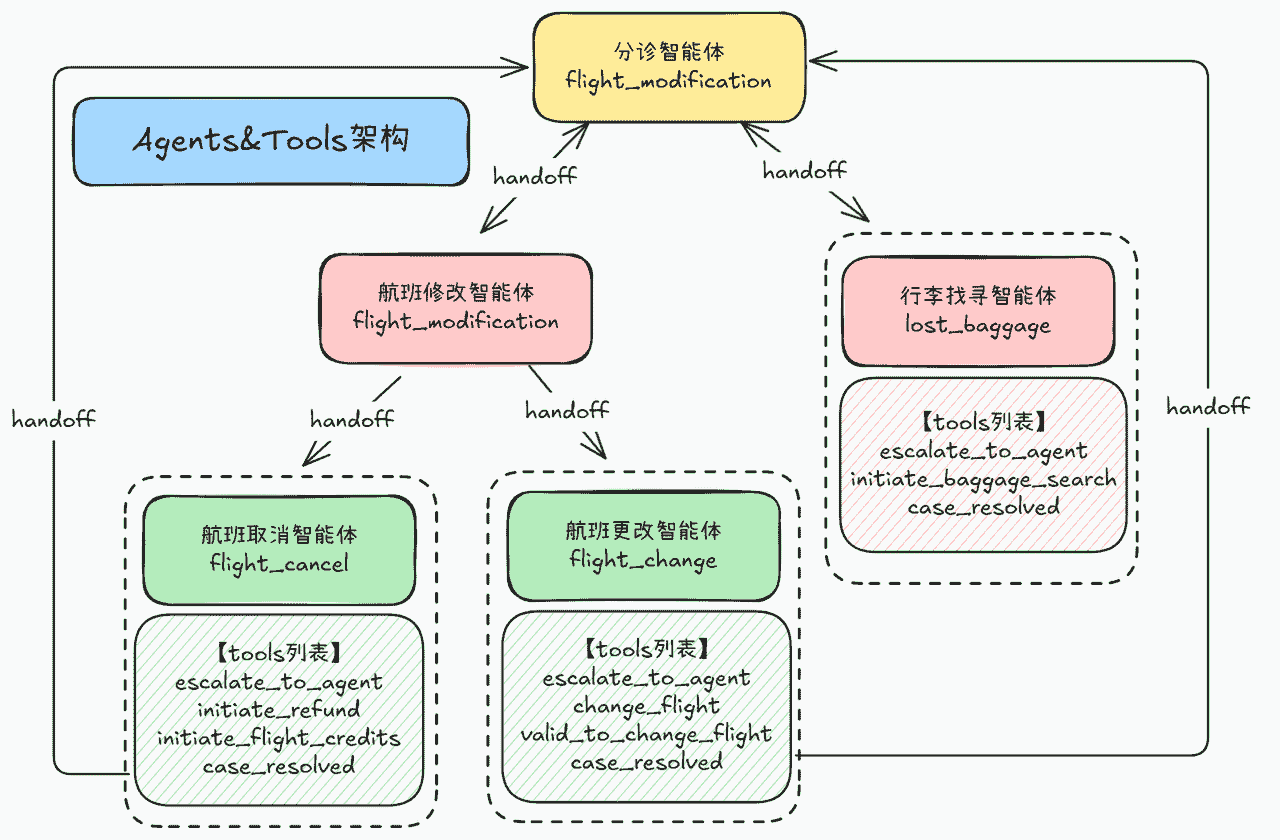 分诊智能体
flight_modification
Agents&Tools架构
handoff
handoff
航班修改智能体
flight_modification
行李找寻智能体
lost_baggage
handoff
handoff
handoff
handoff
【tools列表】
escalate_to_agent
initiate_baggage_search
case_resolved
航班取消智能体
flight_cancel
航班更改智能体
flight_change
【tools列表】
escalate_to_agent
initiate_refund
initiate_flight_credits
case_resolved
【tools列表】
escalate_to_agent
change_flight
valid_to_change_flight
case_resolved